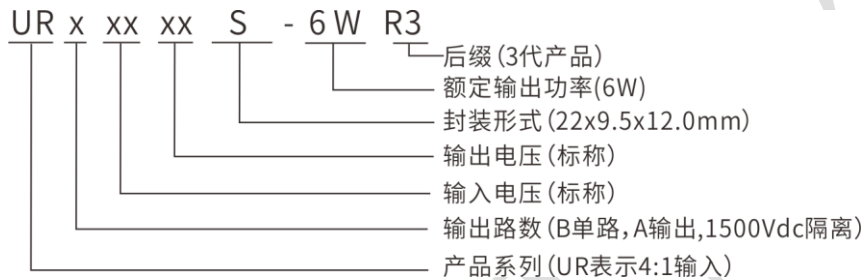 UR x xx xx S - 6W R3
后缀(3代产品)
额定输出功率(6W)
封装形式(22x9.5x12.0mm)
输出电压(标称)
输入电压(标称)
输出路数(B单路,A输出,1500Vdc隔离)
产品系列(UR表示4:1输入)